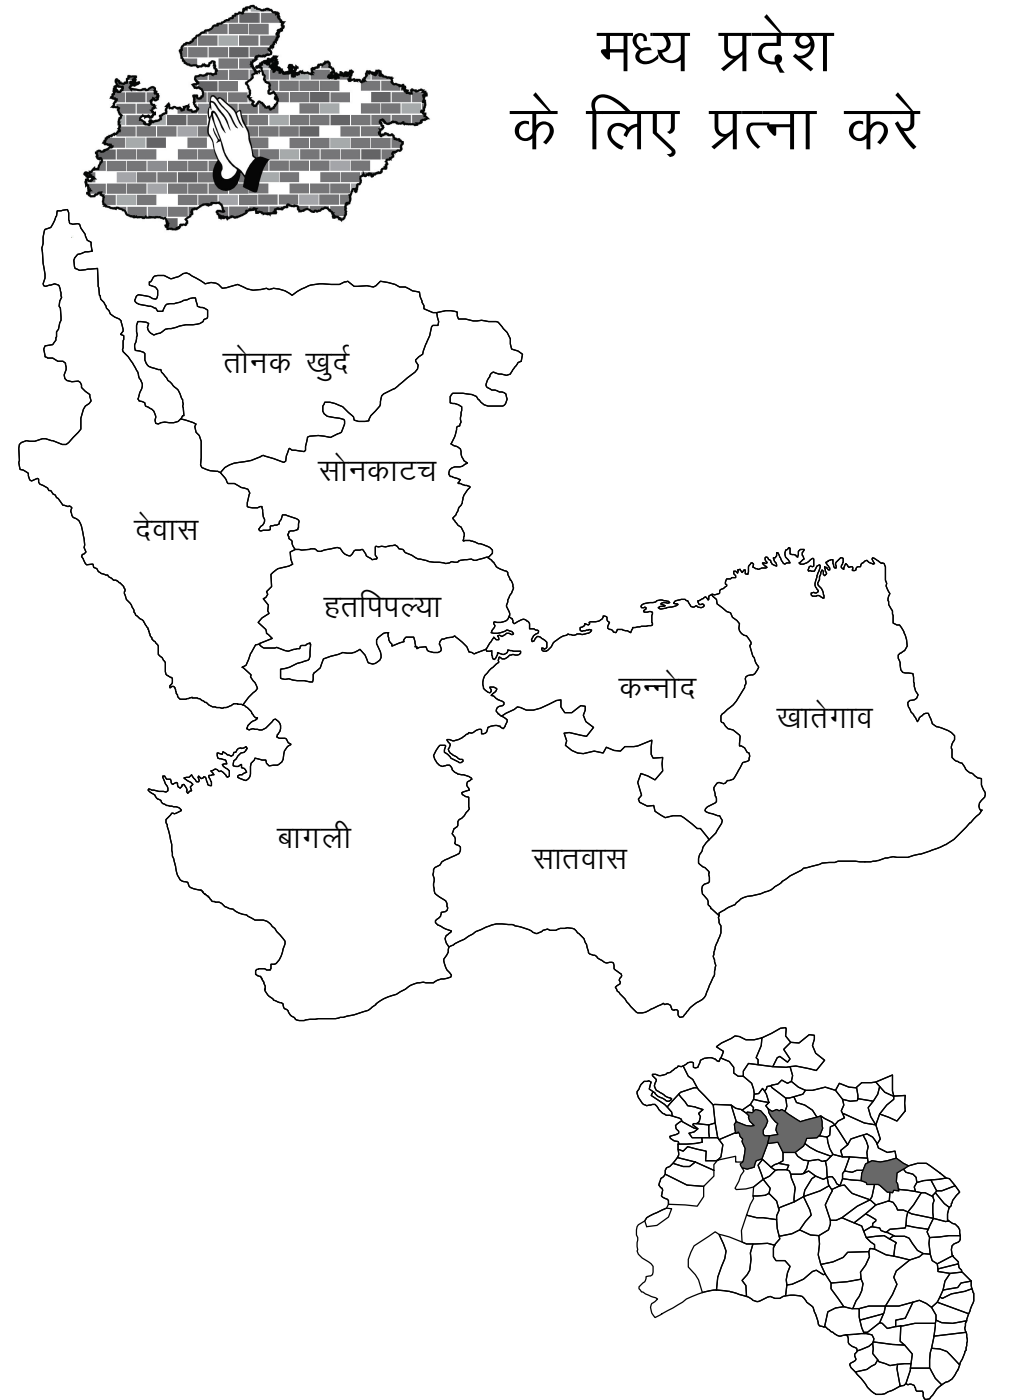 मध्य प्रदेश
के लिए प्रत्ना करे
तोनक खुर्द
सोनकाटच
देवास
हतपिपल्या
कन्नोद
खातेगाव
बागली
सातवास